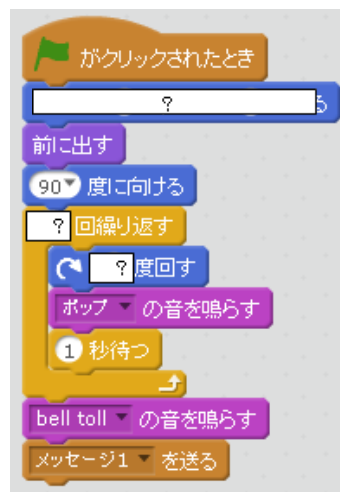 がクリックされたとき
? る
前に出す
90 度に向ける
? 回繰り返す
? 度回す
ポップ の音を鳴らす
1 秒待つ
bell toll の音を鳴らす
メッセージ1 を送る